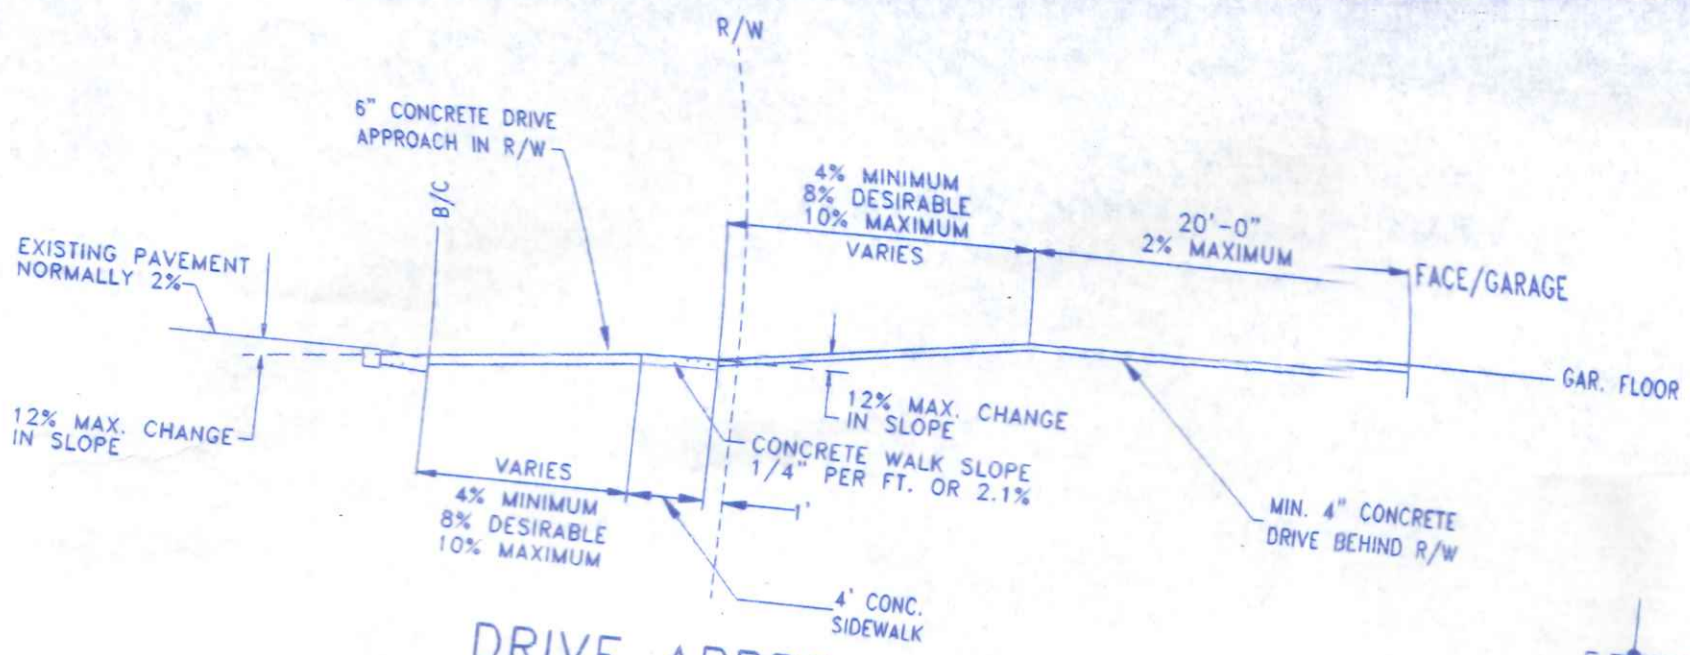 R/W
6" CONCRETE DRIVE
APPROACH IN R/W
B/C
4% MINIMUM
8% DESIRABLE
10% MAXIMUM
VARIES
20'-0"
2% MAXIMUM
FACE/GARAGE
EXISTING PAVEMENT
NORMALLY 2%
GAR. FLOOR
12% MAX. CHANGE
IN SLOPE
12% MAX. CHANGE
IN SLOPE
CONCRETE WALK SLOPE
1/4" PER FT. OR 2.1%
1'
VARIES
4% MINIMUM
8% DESIRABLE
10% MAXIMUM
MIN. 4" CONCRETE
DRIVE BEHIND R/W
4' CONC.
SIDEWALK
DRIVE